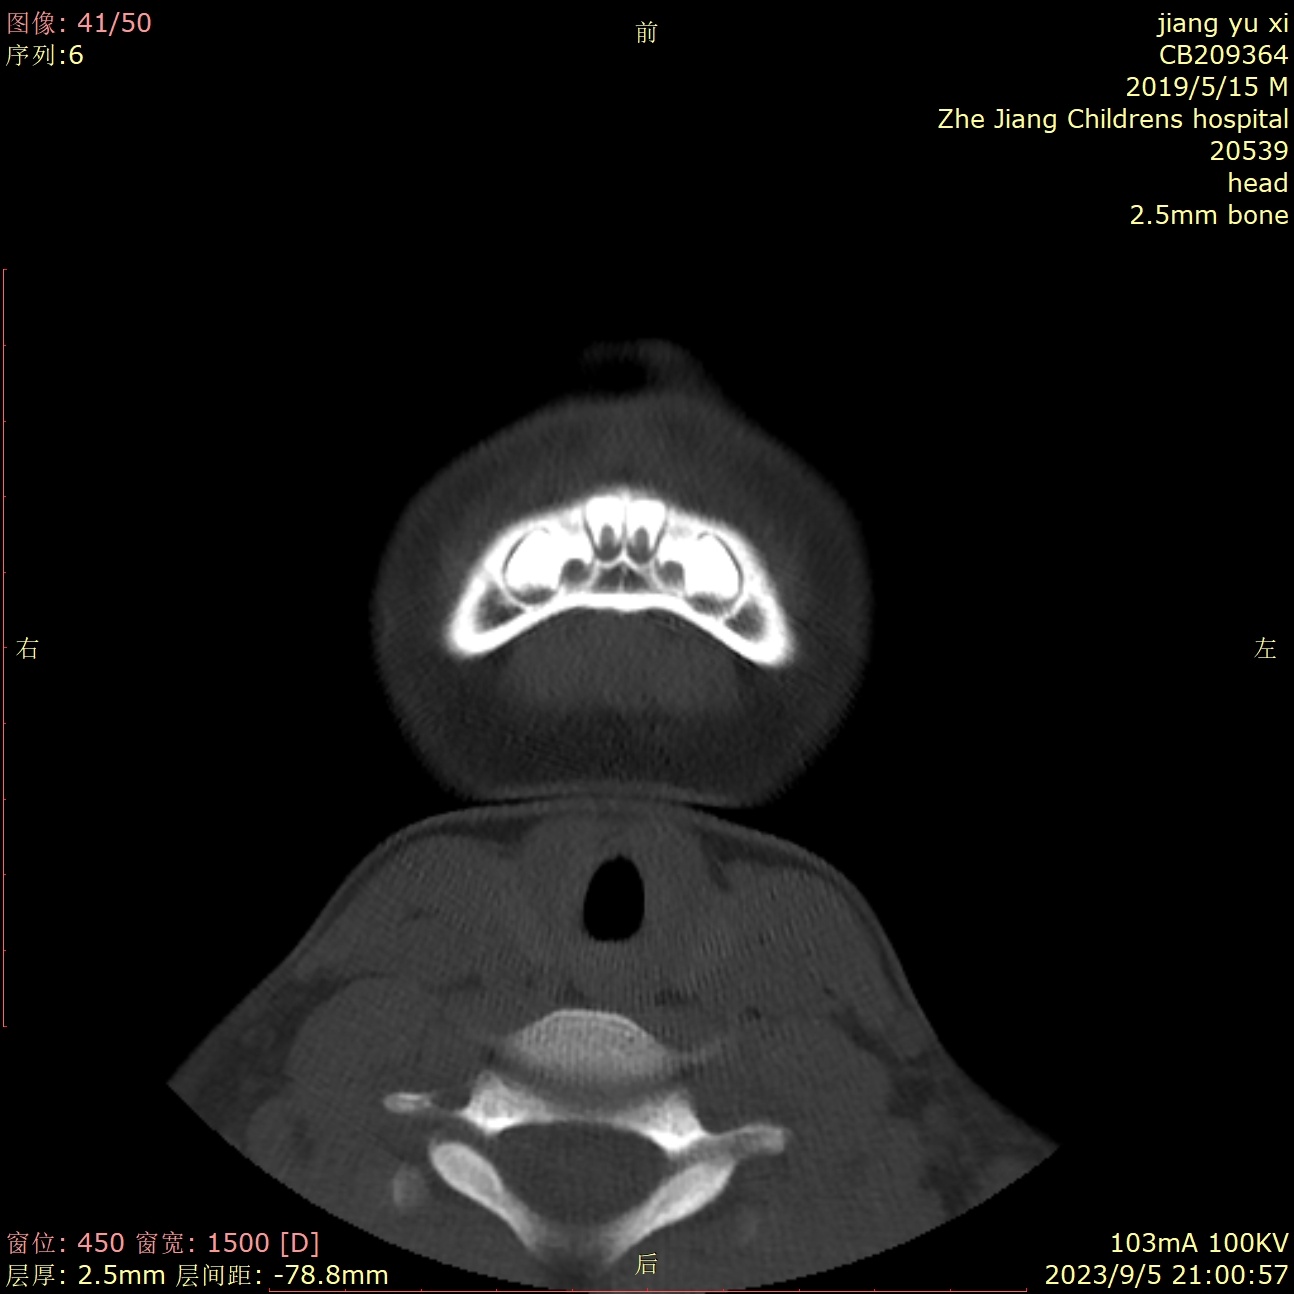 图像: 41/50
序列:6
前
jiang yu xi
CB209364
2019/5/15 M
Zhe Jiang Childrens hospital
20539
head
2.5mm bone
右
左
窗位: 450 窗宽: 1500 [D]
层厚: 2.5mm 层间距: -78.8mm
后
103mA 100KV
2023/9/5 21:00:57